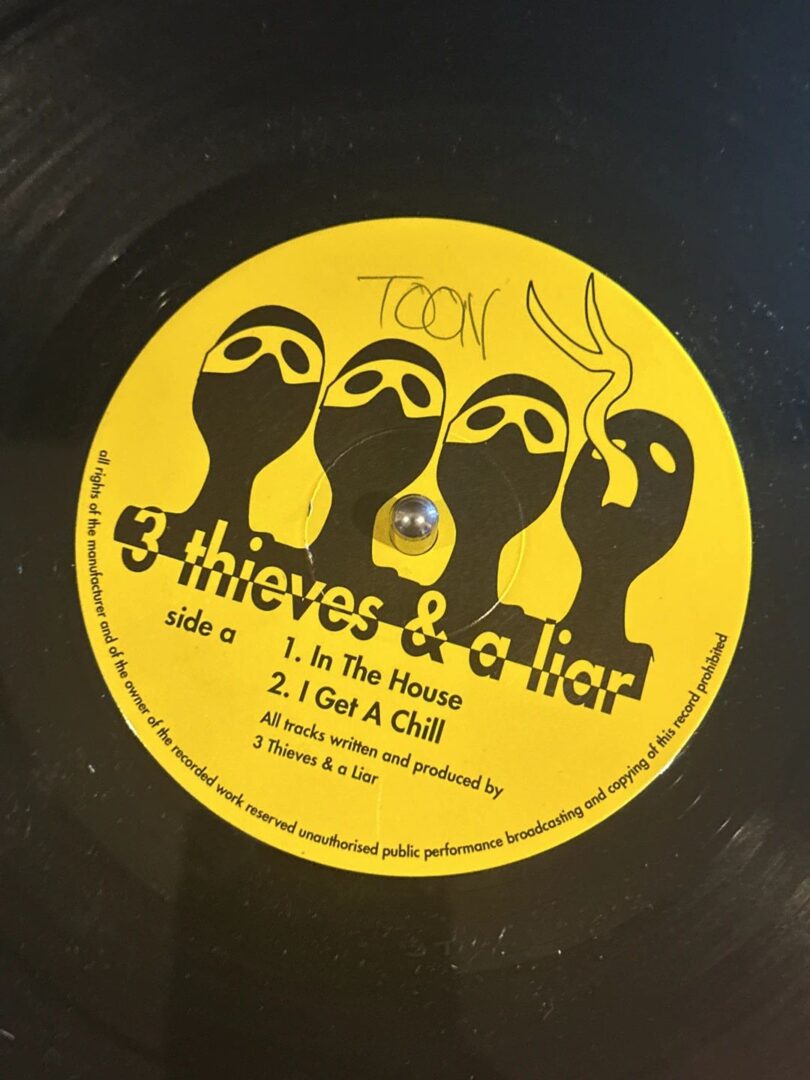 TOON
3 thieves & a liar
side a
1. In The House
2. I Get A Chill
All tracks written and produced by
3 Thieves & a Liar
all rights of the manufacturer and of the owner of the recorded work reserved unauthorised public performance broadcasting and copying of this record prohibited